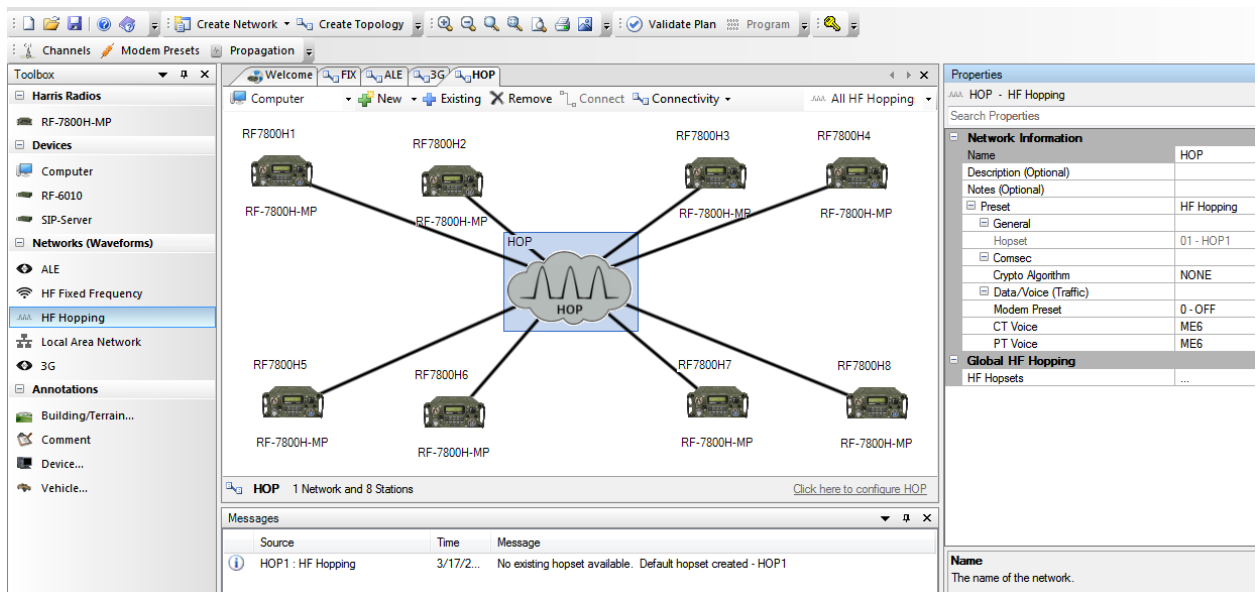 Create Network Create Topology Validate Plan Program
Channels Modem Presets Propagation
Toolbox
Harris Radios
RF-7800H-MP
Devices
Computer
RF-6010
SIP-Server
Networks (Waveforms)
ALE
HF Fixed Frequency
HF Hopping
Local Area Network
3G
Annotations
Building/Terrain...
Comment
Device...
Vehicle...
Welcome FIX ALE 3G HOP
Computer New Existing Remove Connect Connectivity All HF Hopping
RF7800H1
RF7800H2
RF7800H3
RF7800H4
RF-7800H-MP
RF-7800H-MP
RF-7800H-MP
RF-7800H-MP
HOP
HOP
RF7800H5
RF7800H6
RF7800H7
RF7800H8
RF-7800H-MP
RF-7800H-MP
RF-7800H-MP
RF-7800H-MP
HOP 1 Network and 8 Stations Click here to configure HOP
Messages
Source Time Message
HOP1 : HF Hopping 3/17/2... No existing hopset available. Default hopset created - HOP1
Properties
HOP - HF Hopping
Search Properties
Network Information
Name HOP
Description (Optional)
Notes (Optional)
Preset HF Hopping
General
Hopset 01 - HOP1
Comsec
Crypto Algorithm NONE
Data/Voice (Traffic)
Modem Preset 0 - OFF
CT Voice ME6
PT Voice ME6
Global HF Hopping
HF Hopsets ...
Name
The name of the network.